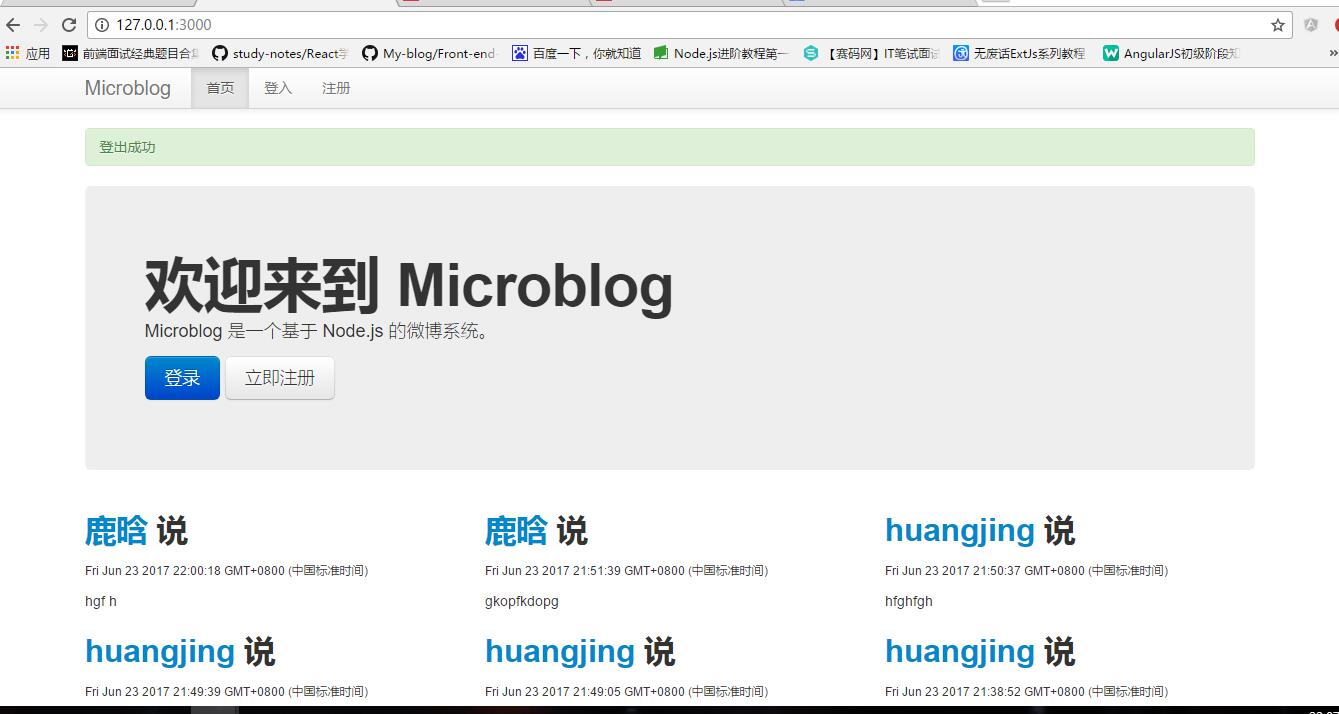 127.0.0.1:3000
应用 前端面试经典题目合集 study-notes/React学 My-blog/Front-end- 百度一下，你就知道 Node.js进阶教程第一 【赛码网】IT笔试面试 无废话ExtJs系列教程 AngularJS初级阶段知 »
Microblog 首页 登入 注册
登出成功
欢迎来到 Microblog
Microblog 是一个基于 Node.js 的微博系统。
登录 立即注册
鹿晗 说 鹿晗 说 huangjing 说
Fri Jun 23 2017 22:00:18 GMT+0800 (中国标准时间) Fri Jun 23 2017 21:51:39 GMT+0800 (中国标准时间) Fri Jun 23 2017 21:50:37 GMT+0800 (中国标准时间)
hgf h gkopfkdopg hfghfgh
huangjing 说 huangjing 说 huangjing 说
Fri Jun 23 2017 21:49:39 GMT+0800 (中国标准时间) Fri Jun 23 2017 21:49:05 GMT+0800 (中国标准时间) Fri Jun 23 2017 21:38:52 GMT+0800 (中国标准时间)